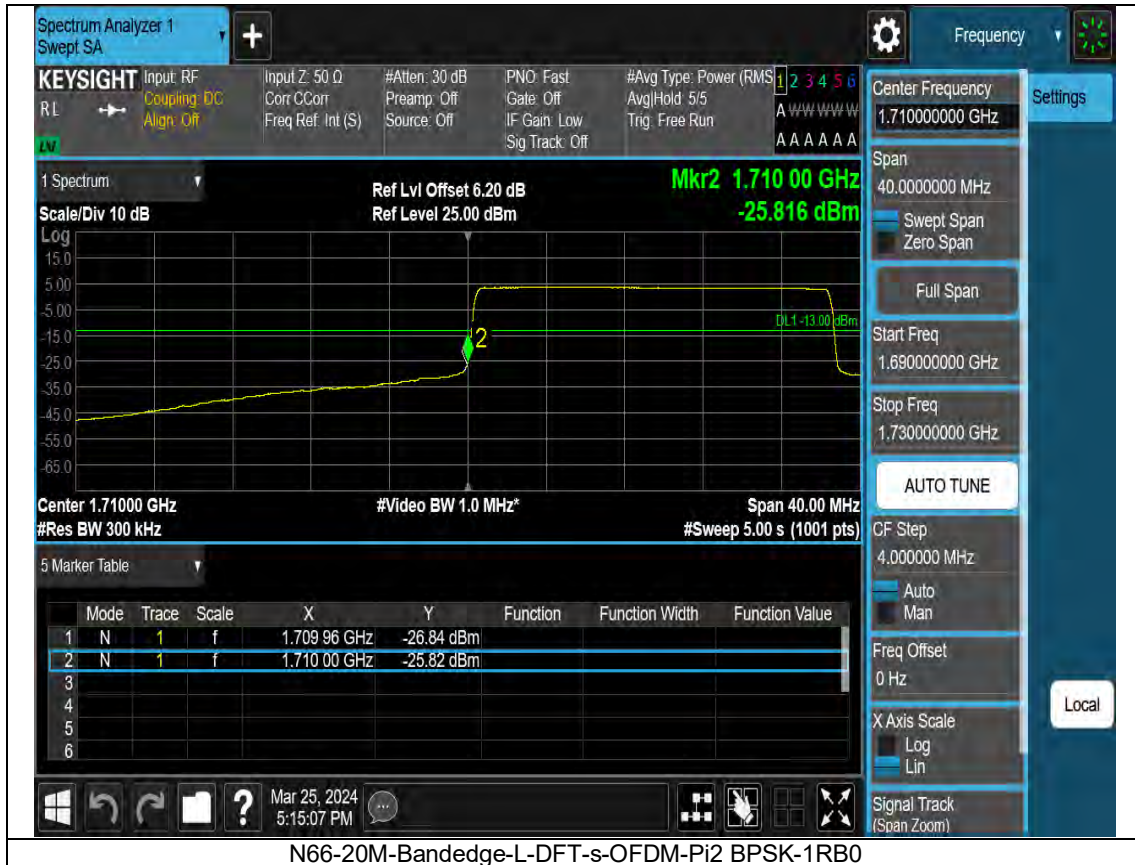 Spectrum Analyzer 1
Swept SA
+
Frequency
KEYSIGHT
RL
Input: RF
Coupling: DC
Align: Off
Input Z: 50 Ω
Corr CCorr
Freq Ref: Int (S)
#Atten: 30 dB
Preamp: Off
Source: Off
PNO: Fast
Gate: Off
IF Gain: Low
Sig Track: Off
#Avg Type: Power (RMS
Avg|Hold: 5/5
Trig: Free Run
1 2 3 4 5 6
A W W W W W
A A A A A A
1 Spectrum
Scale/Div 10 dB
Ref Lvl Offset 6.20 dB
Ref Level 25.00 dBm
Mkr2 1.710 00 GHz
-25.816 dBm
Log
15.0
5.00
-5.00
-15.0
-25.0
-35.0
-45.0
-55.0
-65.0
DL1 -13.00 dBm
2
Center 1.71000 GHz
#Res BW 300 kHz
#Video BW 1.0 MHz*
Span 40.00 MHz
#Sweep 5.00 s (1001 pts)
5 Marker Table
Mode Trace Scale X Y Function Function Width Function Value
1 N 1 f 1.709 96 GHz -26.84 dBm
2 N 1 f 1.710 00 GHz -25.82 dBm
3
4
5
6
Mar 25, 2024
5:15:07 PM
?
Center Frequency
1.710000000 GHz
Settings
Span
40.0000000 MHz
Swept Span
Zero Span
Full Span
Start Freq
1.690000000 GHz
Stop Freq
1.730000000 GHz
AUTO TUNE
CF Step
4.000000 MHz
Auto
Man
Freq Offset
0 Hz
Local
X Axis Scale
Log
Lin
Signal Track
(Span Zoom)
N66-20M-Bandedge-L-DFT-s-OFDM-Pi2 BPSK-1RB0